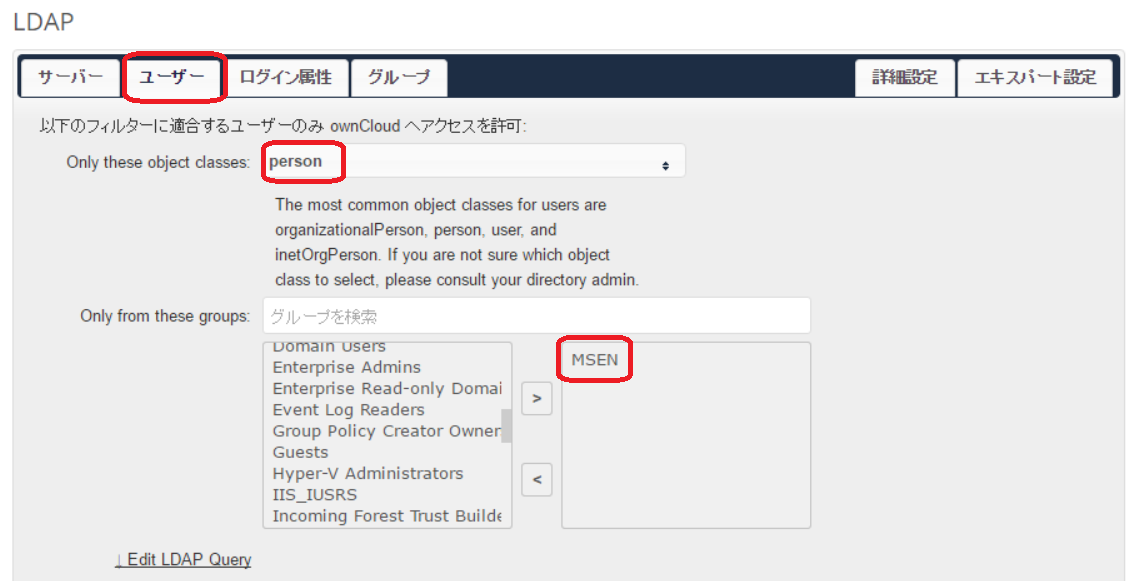 LDAP
サーバー ユーザー ログイン属性 グループ 詳細設定 エキスパート設定
以下のフィルターに適合するユーザーのみ ownCloud へアクセスを許可:
Only these object classes: person
The most common object classes for users are
organizationalPerson, person, user, and
inetOrgPerson. If you are not sure which object
class to select, please consult your directory admin.
Only from these groups: グループを検索
Domain Users
Enterprise Admins
Enterprise Read-only Domai
Event Log Readers
Group Policy Creator Owner
Guests
Hyper-V Administrators
IIS_IUSRS
Incoming Forest Trust Builde
>
<
MSEN
↓ Edit LDAP Query